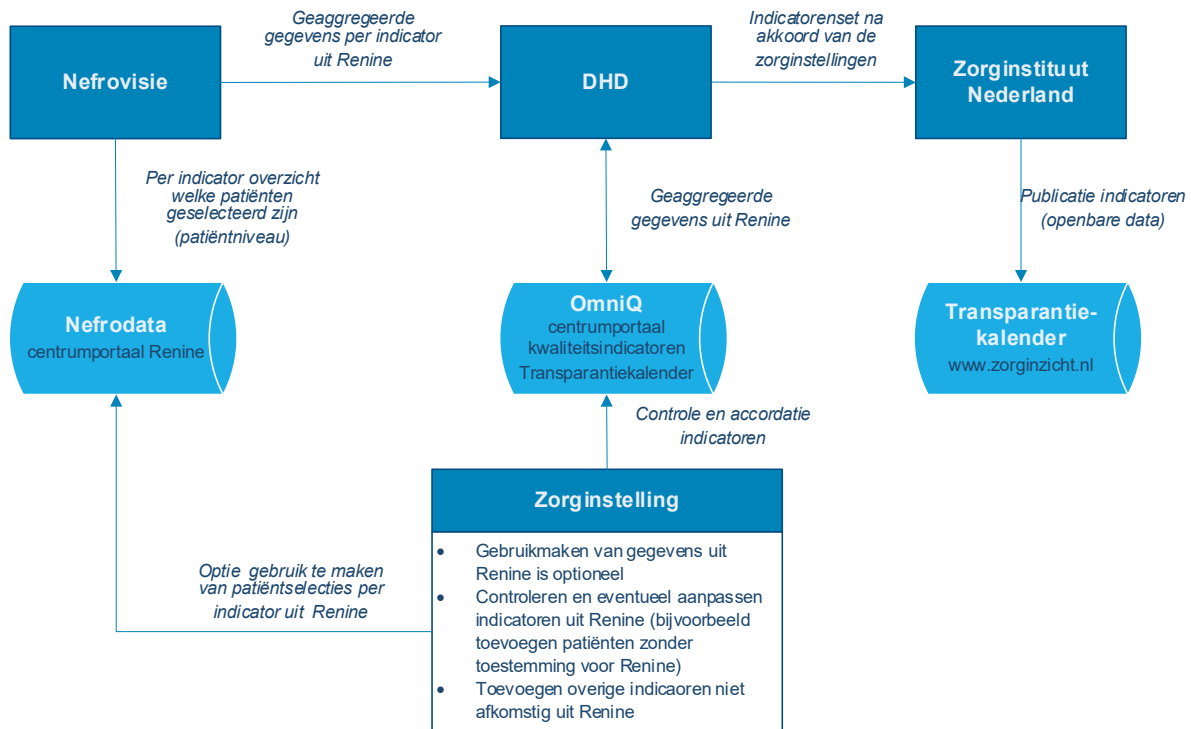 Geaggregeerde
gegevens per indicator
uit Renine
Indicatorenset na
akkoord van de
zorginstellingen
Nefrovisie
DHD
Zorginstituut
Nederland
Per indicator overzicht
welke patiënten
geselecteerd zijn
(patiëntniveau)
Geaggregeerde
gegevens uit Renine
Publicatie indicatoren
(openbare data)
Nefrodata
centrumportaal Renine
OmniQ
centrumportaal
kwaliteitsindicatoren
Transparantiekalender
Transparantie-
kalender
www.zorginzicht.nl
Controle en accordatie
indicatoren
Zorginstelling
• Gebruikmaken van gegevens uit
Renine is optioneel
• Controleren en eventueel aanpassen
indicatoren uit Renine (bijvoorbeeld
toevoegen patiënten zonder
toestemming voor Renine)
• Toevoegen overige indicaoren niet
afkomstig uit Renine
Optie gebruik te maken
van patiëntselecties per
indicator uit Renine